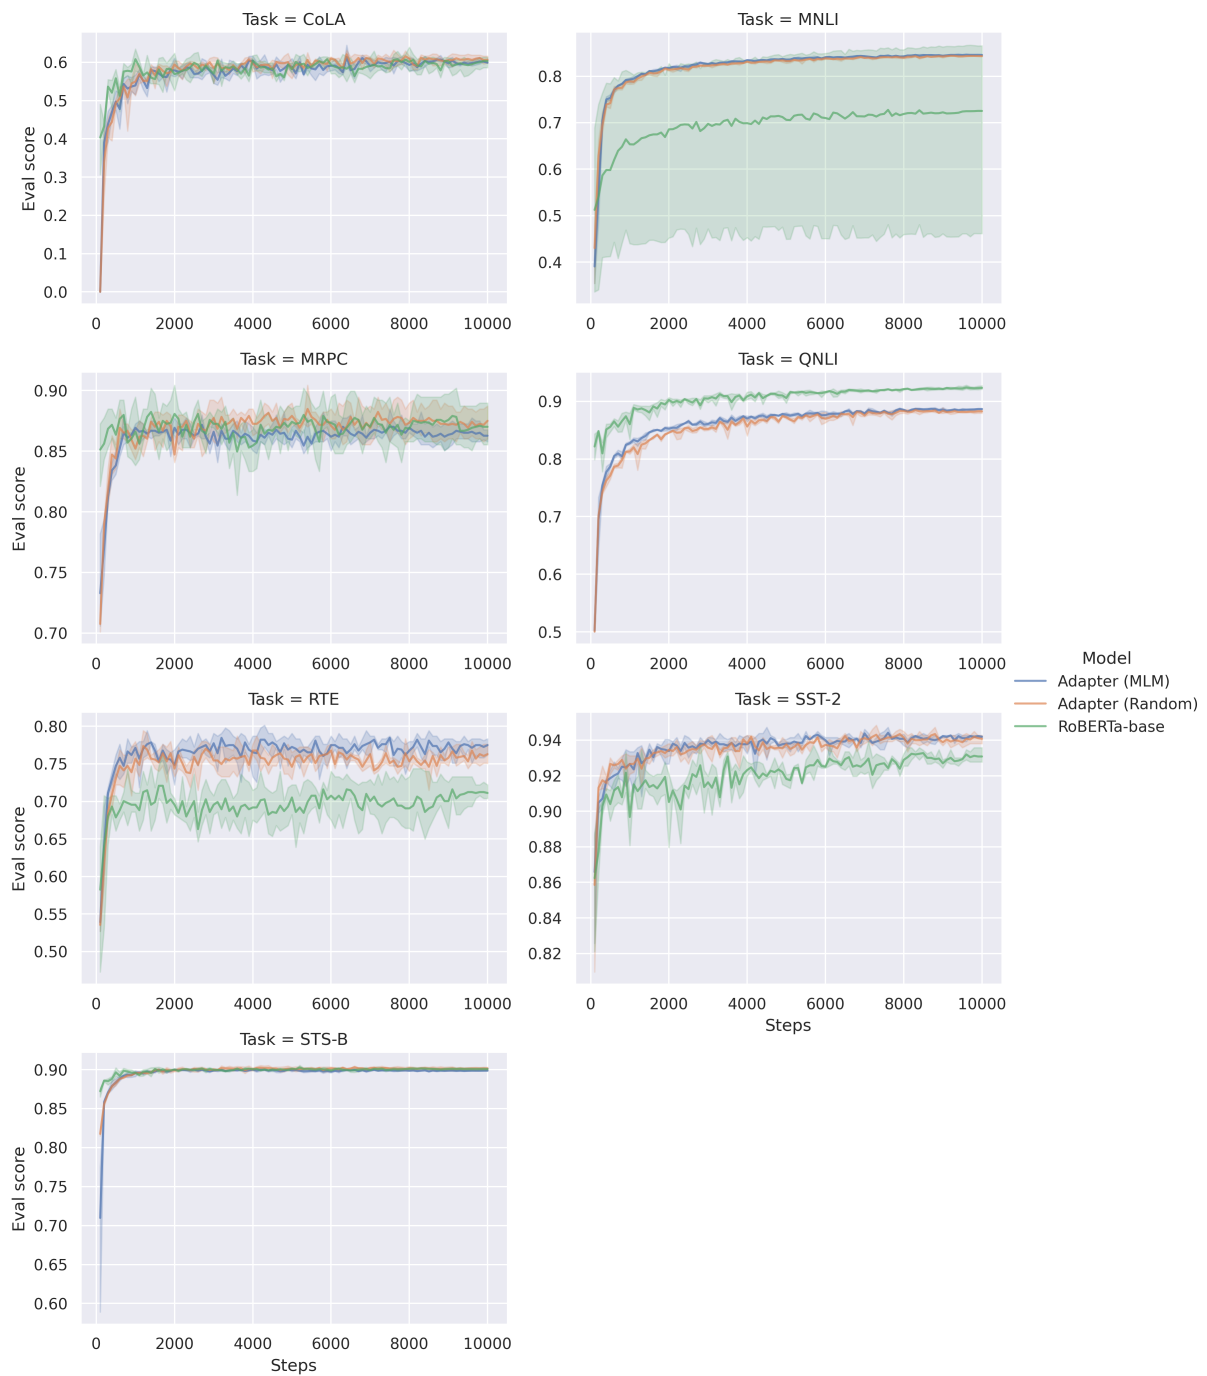 Task = CoLA
Eval score
0.6
0.5
0.4
0.3
0.2
0.1
0.0
0 2000 4000 6000 8000 10000
Task = MNLI
0.8
0.7
0.6
0.5
0.4
0 2000 4000 6000 8000 10000
Task = MRPC
Eval score
0.90
0.85
0.80
0.75
0.70
0 2000 4000 6000 8000 10000
Task = QNLI
0.9
0.8
0.7
0.6
0.5
0 2000 4000 6000 8000 10000
Model
Adapter (MLM)
Adapter (Random)
RoBERTa-base
Task = RTE
Eval score
0.80
0.75
0.70
0.65
0.60
0.55
0.50
0 2000 4000 6000 8000 10000
Task = SST-2
0.94
0.92
0.90
0.88
0.86
0.84
0.82
0 2000 4000 6000 8000 10000
Steps
Task = STS-B
Eval score
0.90
0.85
0.80
0.75
0.70
0.65
0.60
0 2000 4000 6000 8000 10000
Steps